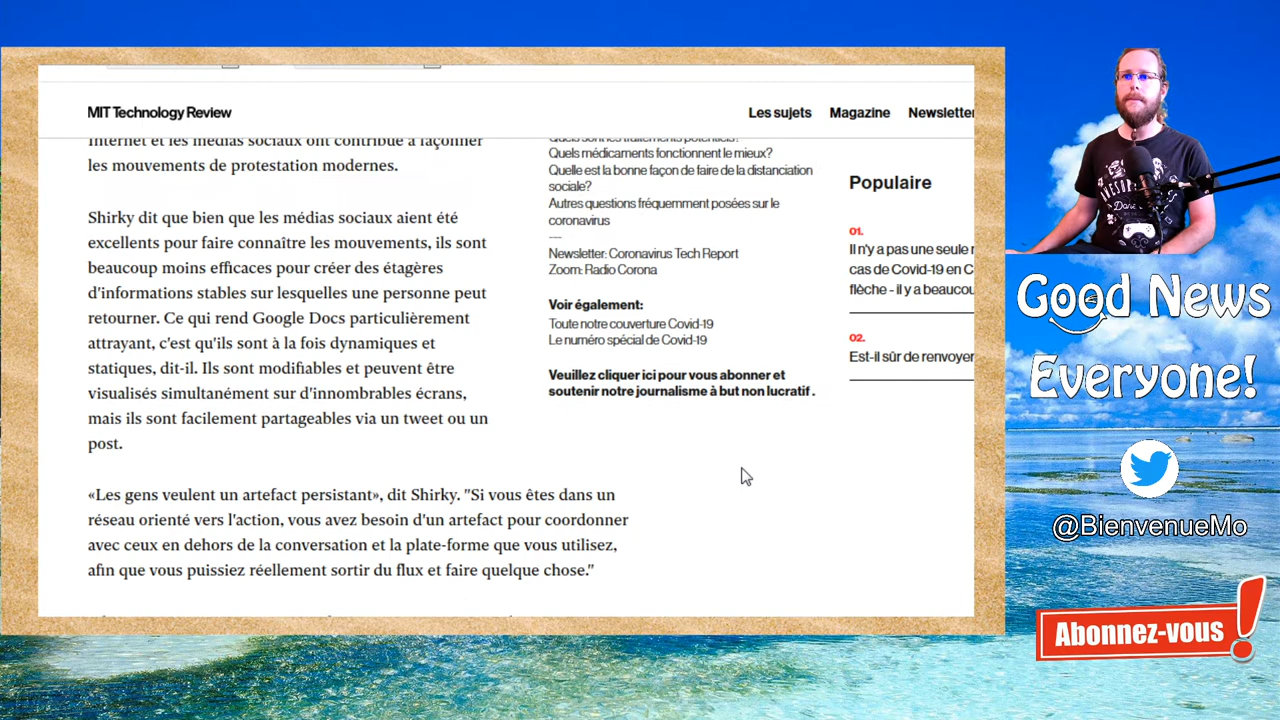 MIT Technology Review
Les sujets Magazine Newsletter
Internet et les médias sociaux ont contribué à façonner
les mouvements de protestation modernes.
Shirky dit que bien que les médias sociaux aient été
excellents pour faire connaître les mouvements, ils sont
beaucoup moins efficaces pour créer des étagères
d'informations stables sur lesquelles une personne peut
retourner. Ce qui rend Google Docs particulièrement
attrayant, c'est qu'ils sont à la fois dynamiques et
statiques, dit-il. Ils sont modifiables et peuvent être
visualisés simultanément sur d'innombrables écrans,
mais ils sont facilement partageables via un tweet ou un
post.
«Les gens veulent un artefact persistant», dit Shirky. "Si vous êtes dans un
réseau orienté vers l'action, vous avez besoin d'un artefact pour coordonner
avec ceux en dehors de la conversation et la plate-forme que vous utilisez,
afin que vous puissiez réellement sortir du flux et faire quelque chose."
Quels sont les traitements potentiels?
Quels médicaments fonctionnent le mieux?
Quelle est la bonne façon de faire de la distanciation
sociale?
Autres questions fréquemment posées sur le
coronavirus
---
Newsletter: Coronavirus Tech Report
Zoom: Radio Corona
Voir également:
Toute notre couverture Covid-19
Le numéro spécial de Covid-19
Veuillez cliquer ici pour vous abonner et
soutenir notre journalisme à but non lucratif .
Populaire
01.
Il n'y a pas une seule
cas de Covid-19 en C
flèche - il y a beaucou
02.
Est-il sûr de renvoyer
Good News
Everyone!
@BienvenueMo
Abonnez-vous !